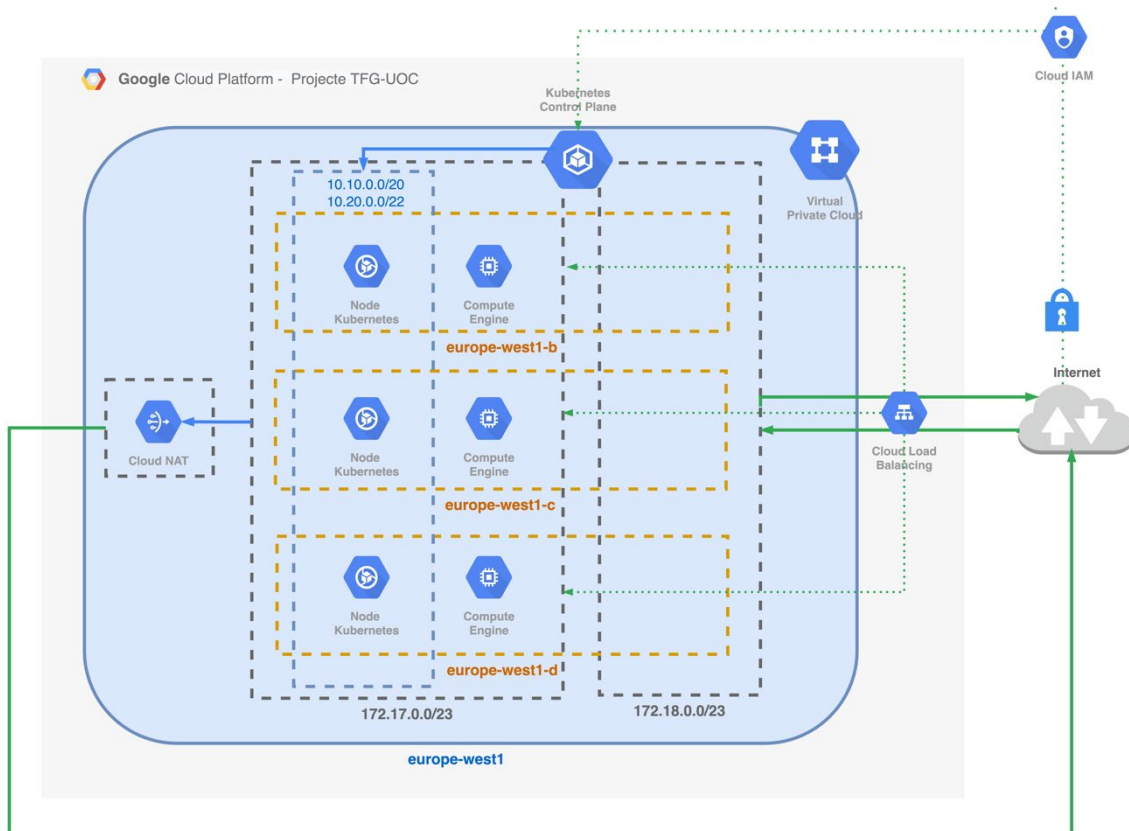 Cloud IAM
Google Cloud Platform - Projecte TFG-UOC
Kubernetes
Control Plane
Virtual
Private Cloud
10.10.0.0/20
10.20.0.0/22
Node
Kubernetes
Compute
Engine
europe-west1-b
Internet
Cloud NAT
Node
Kubernetes
Compute
Engine
Cloud Load
Balancing
europe-west1-c
Node
Kubernetes
Compute
Engine
europe-west1-d
172.17.0.0/23
172.18.0.0/23
europe-west1